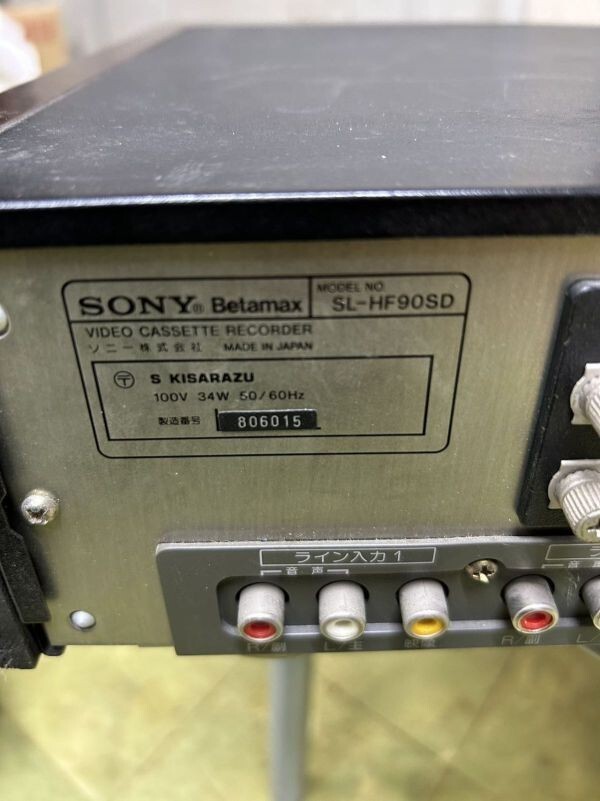 SONY® Betamax
MODEL NO
SL-HF90SD
VIDEO CASSETTE RECORDER
ソニー株式会社 MADE IN JAPAN
〒 S KISARAZU
100V 34W 50/60Hz
製造番号 806015
ライン入力1
音声
R/副 L/主 映像
R/副